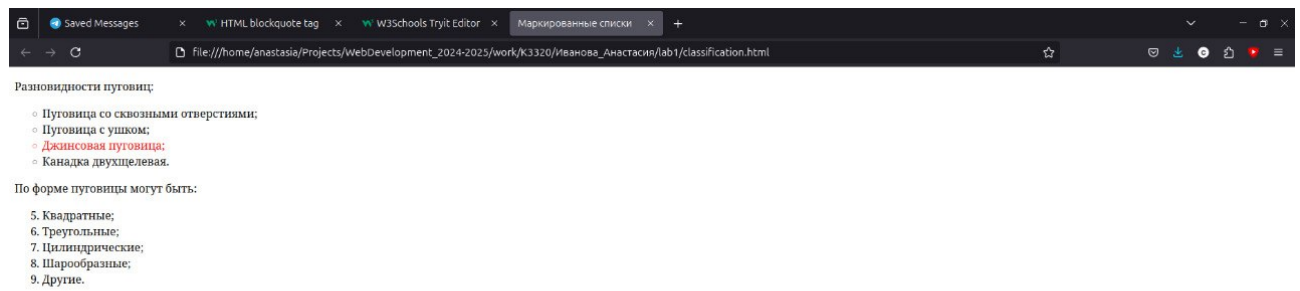 Saved Messages
HTML blockquote tag
W3Schools Tryit Editor
Маркированные списки
file:///home/anastasia/Projects/WebDevelopment_2024-2025/work/K3320/Иванова_Анастасия/lab1/classification.html
Разновидности пуговиц:
Пуговица со сквозными отверстиями;
Пуговица с ушком;
Джинсовая пуговица;
Канадка двухщелевая.
По форме пуговицы могут быть:
5. Квадратные;
6. Треугольные;
7. Цилиндрические;
8. Шарообразные;
9. Другие.